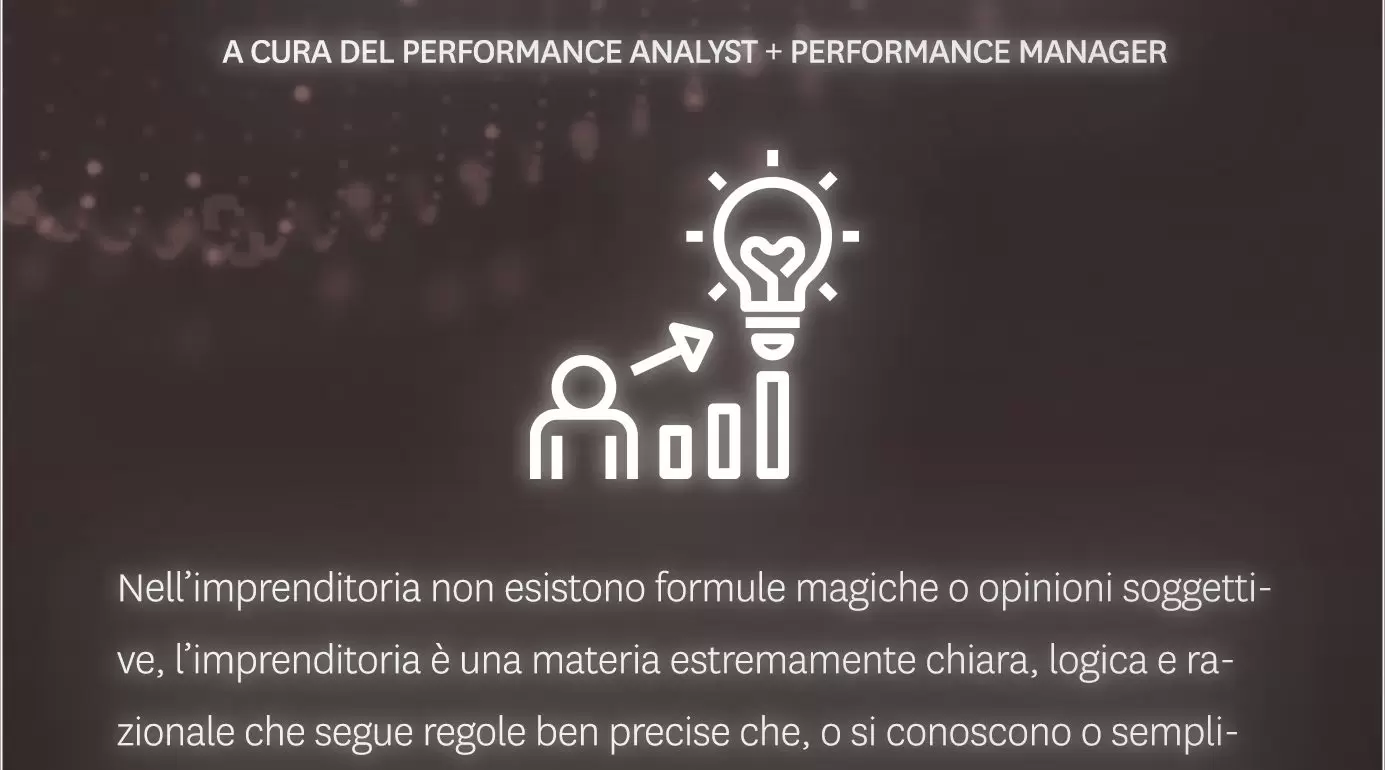 A CURA DEL PERFORMANCE ANALYST + PERFORMANCE MANAGER
Nell’imprenditoria non esistono formule magiche o opinioni soggetti-
ve, l’imprenditoria è una materia estremamente chiara, logica e ra-
zionale che segue regole ben precise che, o si conoscono o sempli-